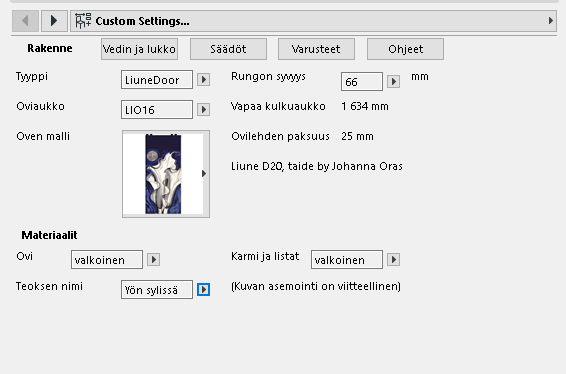 Custom Settings...
Rakenne Vedin ja lukko Säädöt Varusteet Ohjeet
Tyyppi LiuneDoor Rungon syvyys 66 mm
Oviaukko LIO16 Vapaa kulkuaukko 1 634 mm
Oven malli Ovilehden paksuus 25 mm
Liune D20, taide by Johanna Oras
Materiaalit
Ovi valkoinen Karmi ja listat valkoinen
Teoksen nimi Yön sylissä (Kuvan asemointi on viitteellinen)